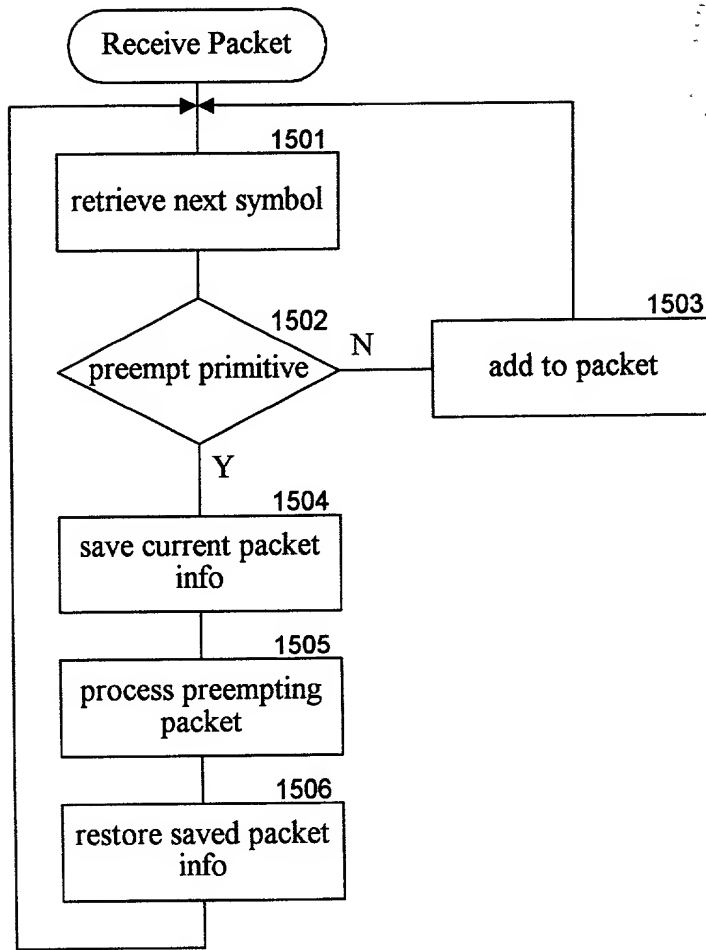 Receive Packet
1501
retrieve next symbol
1502
preempt primitive
N
1503
add to packet
Y
1504
save current packet
info
1505
process preempting
packet
1506
restore saved packet
info